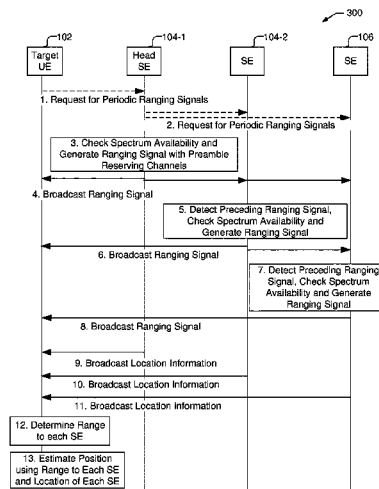 300
102
104-1
104-2
106
Target
UE
Head
SE
SE
SE
1. Request for Periodic Ranging Signals
2. Request for Periodic Ranging Signals
3. Check Spectrum Availability and
Generate Ranging Signal with Preamble
Reserving Channels
4. Broadcast Ranging Signal
5. Detect Preceding Ranging Signal,
Check Spectrum Availability and
Generate Ranging Signal
6. Broadcast Ranging Signal
7. Detect Preceding Ranging
Signal, Check Spectrum
Availability and Generate
Ranging Signal
8. Broadcast Ranging Signal
9. Broadcast Location Information
10. Broadcast Location Information
11. Broadcast Location Information
12. Determine Range
to each SE
13. Estimate Position
using Range to Each SE
and Location of Each SE